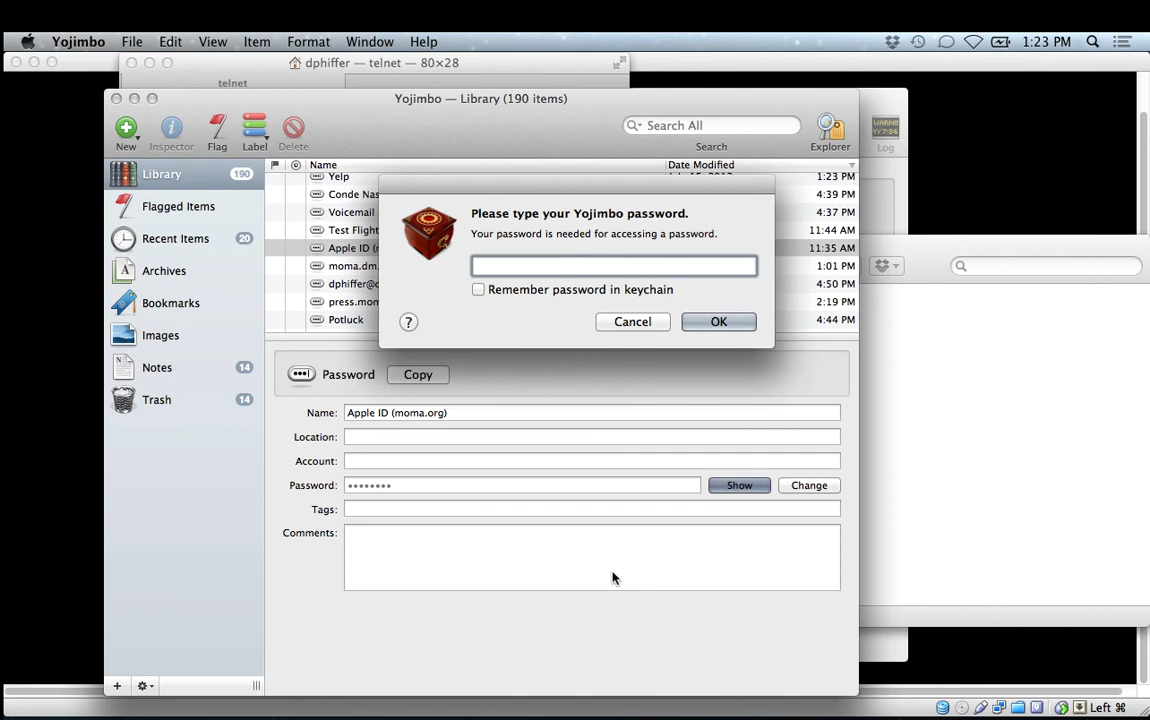 Yojimbo File Edit View Item Format Window Help 1:23 PM
dphiffer — telnet — 80×28
telnet
Yojimbo — Library (190 items)
Search All
New Inspector Flag Label Delete Search Explorer Log
Library 190
Flagged Items
Recent Items 20
Archives
Bookmarks
Images
Notes 14
Trash 14
Name Date Modified
Yelp 1:23 PM
Conde Nas 4:39 PM
Voicemail 4:37 PM
Test Flight 11:44 AM
Apple ID ( 11:35 AM
moma.dm. 1:01 PM
dphiffer@c 4:50 PM
press.mom 2:19 PM
Potluck 4:44 PM
Please type your Yojimbo password.
Your password is needed for accessing a password.
Remember password in keychain
? Cancel OK
Password Copy
Name: Apple ID (moma.org)
Location:
Account:
Password: •••••••• Show Change
Tags:
Comments:
Left ⌘